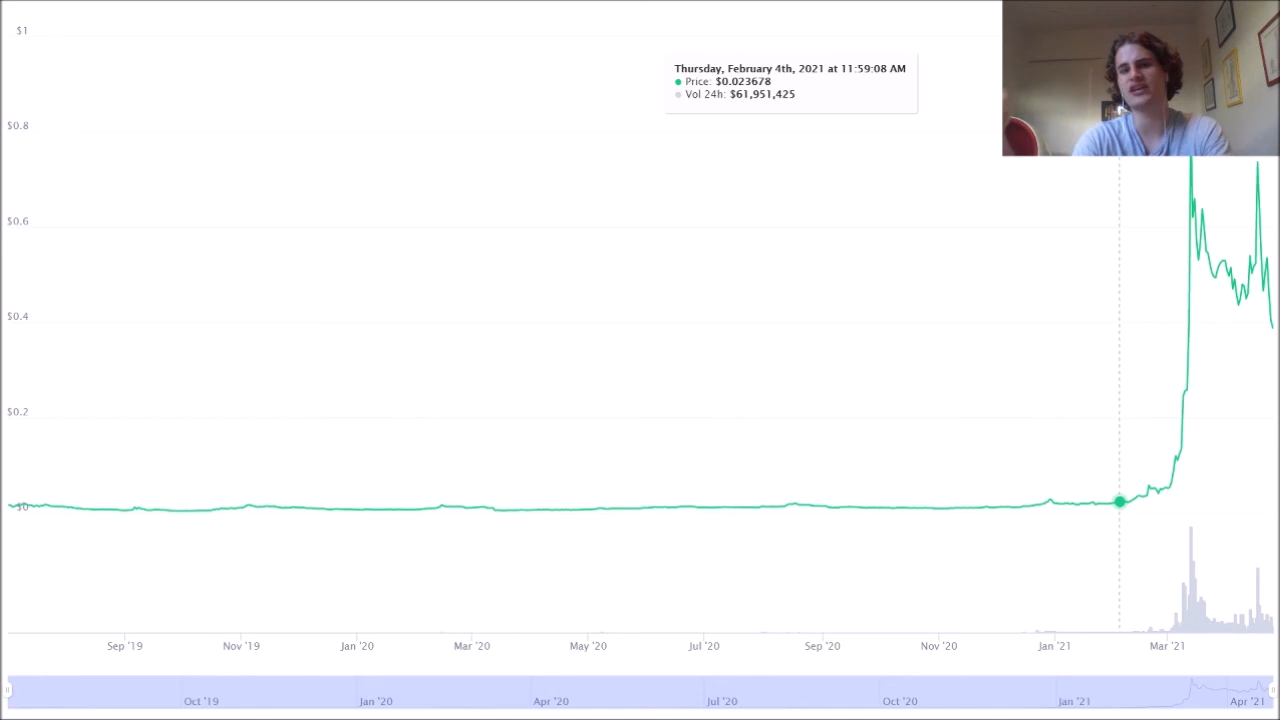 $1
Thursday, February 4th, 2021 at 11:59:08 AM
Price: $0.023678
Vol 24h: $61,951,425
$0.8
$0.6
$0.4
$0.2
$0
Sep '19 Nov '19 Jan '20 Mar '20 May '20 Jul '20 Sep '20 Nov '20 Jan '21 Mar '21
Oct '19 Jan '20 Apr '20 Jul '20 Oct '20 Jan '21 Apr '21